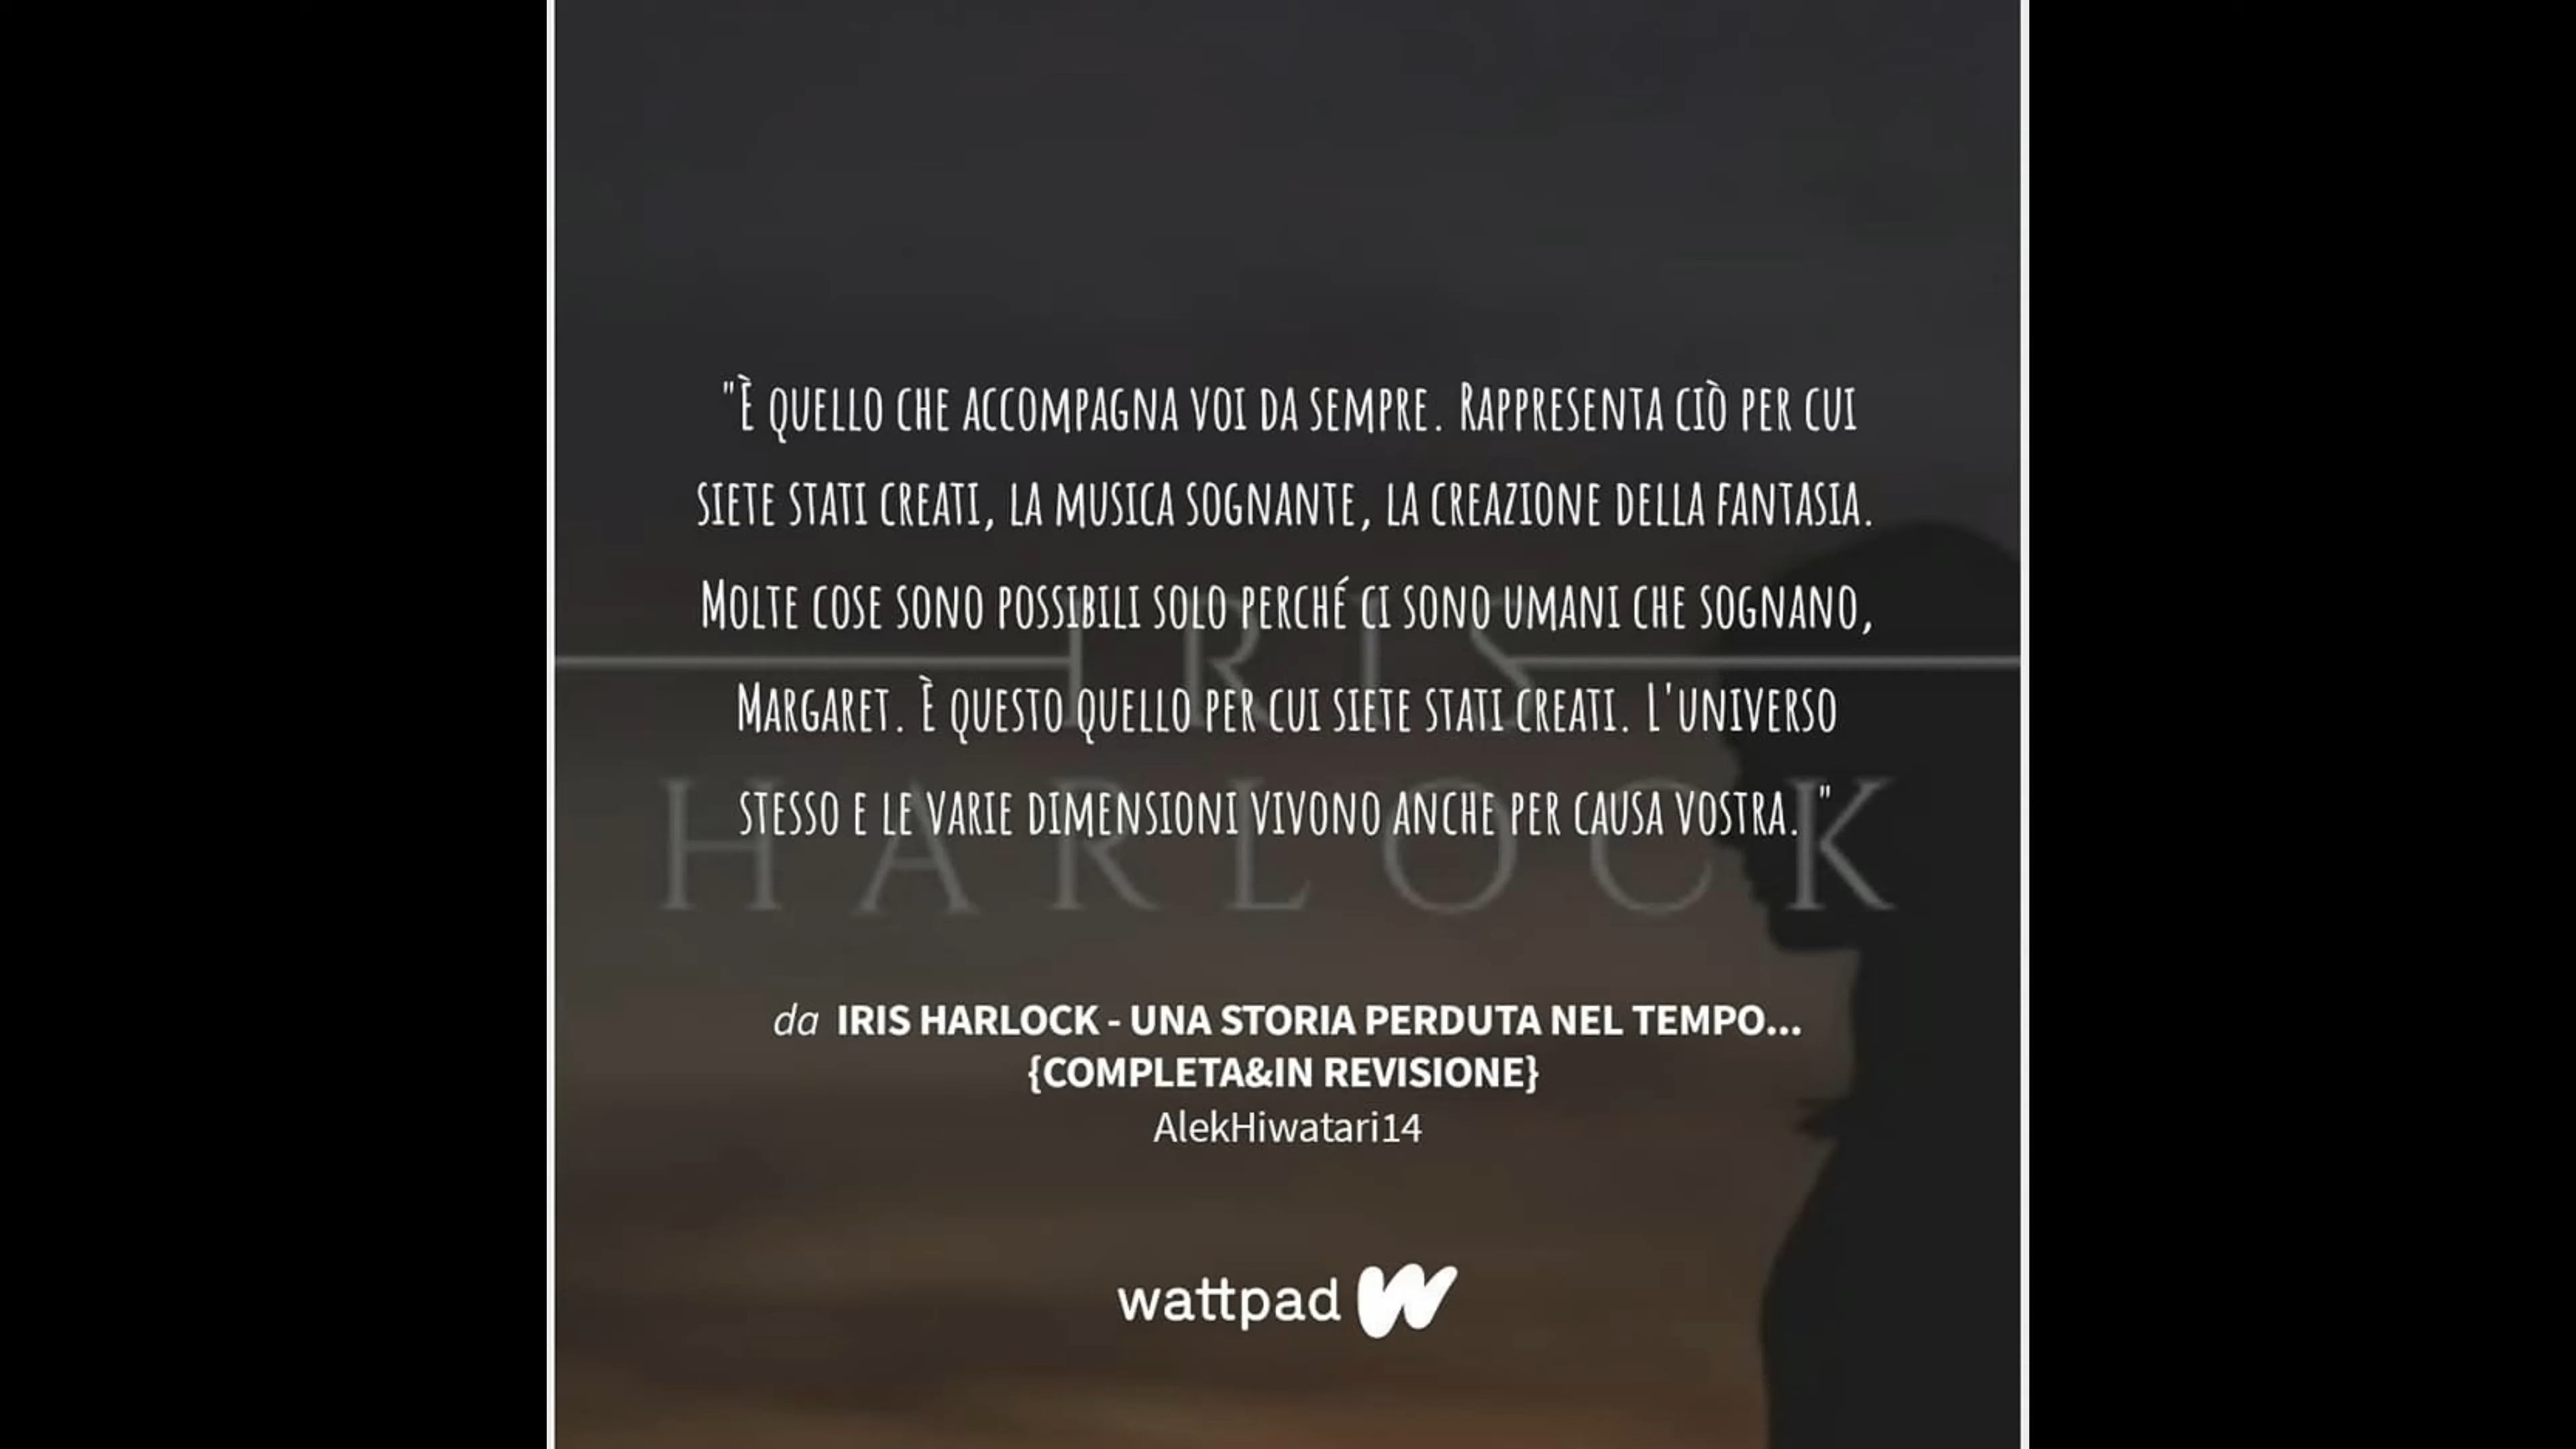 "È quello che accompagna voi da sempre. Rappresenta ciò per cui
siete stati creati, la musica sognante, la creazione della fantasia.
Molte cose sono possibili solo perché ci sono umani che sognano,
Margaret. È questo quello per cui siete stati creati. L'universo
stesso e le varie dimensioni vivono anche per causa vostra. "
IRIS
HARLOCK
da IRIS HARLOCK - UNA STORIA PERDUTA NEL TEMPO...
{COMPLETA&IN REVISIONE}
AlekHiwatari14
wattpad